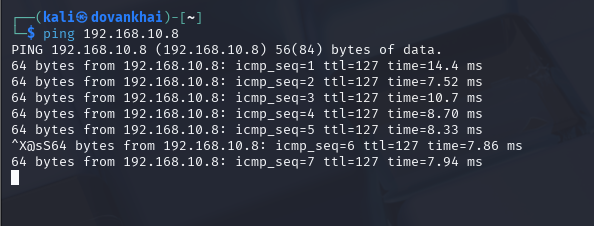 ┌──(kali㉿dovankhai)-[~]
└─$ ping 192.168.10.8
PING 192.168.10.8 (192.168.10.8) 56(84) bytes of data.
64 bytes from 192.168.10.8: icmp_seq=1 ttl=127 time=14.4 ms
64 bytes from 192.168.10.8: icmp_seq=2 ttl=127 time=7.52 ms
64 bytes from 192.168.10.8: icmp_seq=3 ttl=127 time=10.7 ms
64 bytes from 192.168.10.8: icmp_seq=4 ttl=127 time=8.70 ms
64 bytes from 192.168.10.8: icmp_seq=5 ttl=127 time=8.33 ms
^X@sS64 bytes from 192.168.10.8: icmp_seq=6 ttl=127 time=7.86 ms
64 bytes from 192.168.10.8: icmp_seq=7 ttl=127 time=7.94 ms